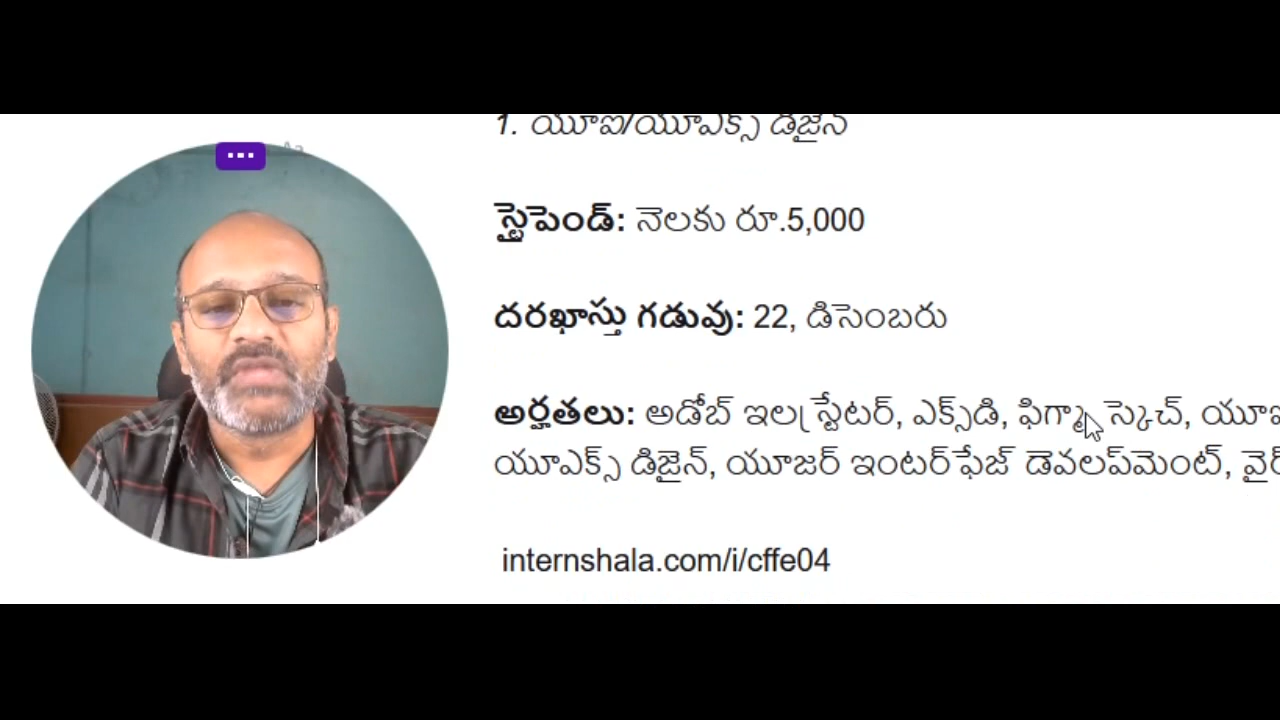 1. యూఐ/యూఎక్స్ డిజైన్
స్టైపెండ్: నెలకు రూ.5,000
దరఖాస్తు గడువు: 22, డిసెంబరు
అర్హతలు: అడోబ్ ఇలస్ట్రేటర్, ఎక్స్‌డి, ఫిగ్మా స్కెచ్,
యూఎక్స్ డిజైన్, యూజర్ ఇంటర్‌ఫేజ్ డెవలప్‌మెంట్,
internshala.com/i/cffe04